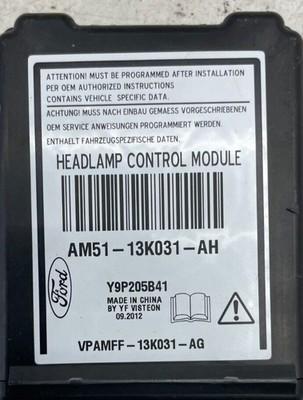 ATTENTION! MUST BE PROGRAMMED AFTER INSTALLATION
PER OEM AUTHORIZED INSTRUCTIONS
CONTAINS VEHICLE SPECIFIC DATA.
ACHTUNG! MUSS NACH EINBAU GEMAESS VORGESCHRIEBENEN
OEM SERVICE ANWEISUNGEN PROGRAMMIERT WERDEN.
ENTHAELT FAHRZEUGSPEZIFISCHE DATEN.
HEADLAMP CONTROL MODULE
AM51-13K031-AH
Ford
Y9P205B41
MADE IN CHINA
BY YF VISTEON
09.2012
VPAMFF-13K031-AG